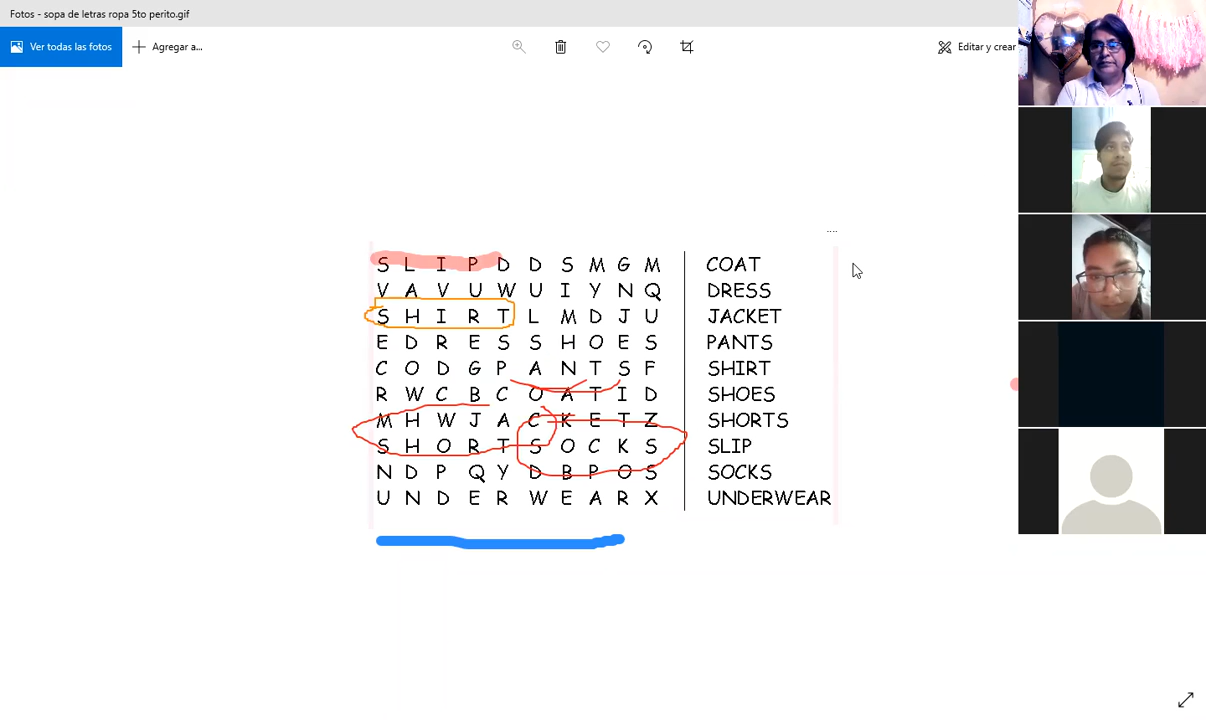 Fotos - sopa de letras ropa 5to perito.gif
Ver todas las fotos
Agregar a...
Editar y crear
S L I P D D S M G M COAT
V A V U W U I Y N Q DRESS
S H I R T L M D J U JACKET
E D R E S S H O E S PANTS
C O D G P A N T S F SHIRT
R W C B C O A T I D SHOES
M H W J A C K E T Z SHORTS
S H O R T S O C K S SLIP
N D P Q Y D B P O S SOCKS
U N D E R W E A R X UNDERWEAR